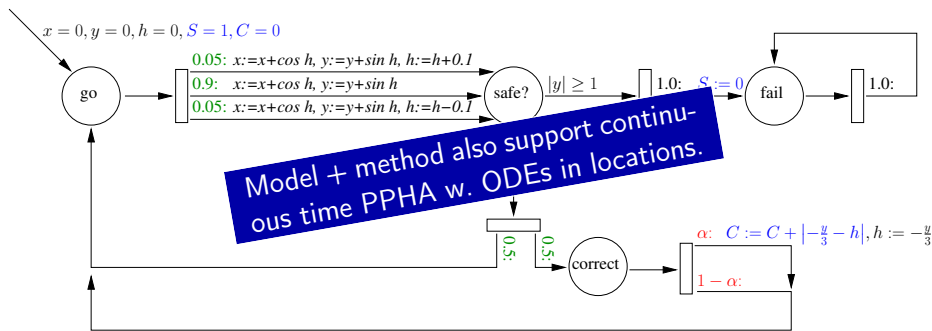 x = 0, y = 0, h = 0, S = 1, C = 0
go
0.05: x:=x+cos h, y:=y+sin h, h:=h+0.1
0.9: x:=x+cos h, y:=y+sin h
0.05: x:=x+cos h, y:=y+sin h, h:=h−0.1
safe?
|y| ≥ 1
1.0: S := 0
fail
1.0:
Model + method also support continu-
ous time PPHA w. ODEs in locations.
0.5:
0.5:
correct
α: C := C + |−y/3 − h|, h := −y/3
1 − α: